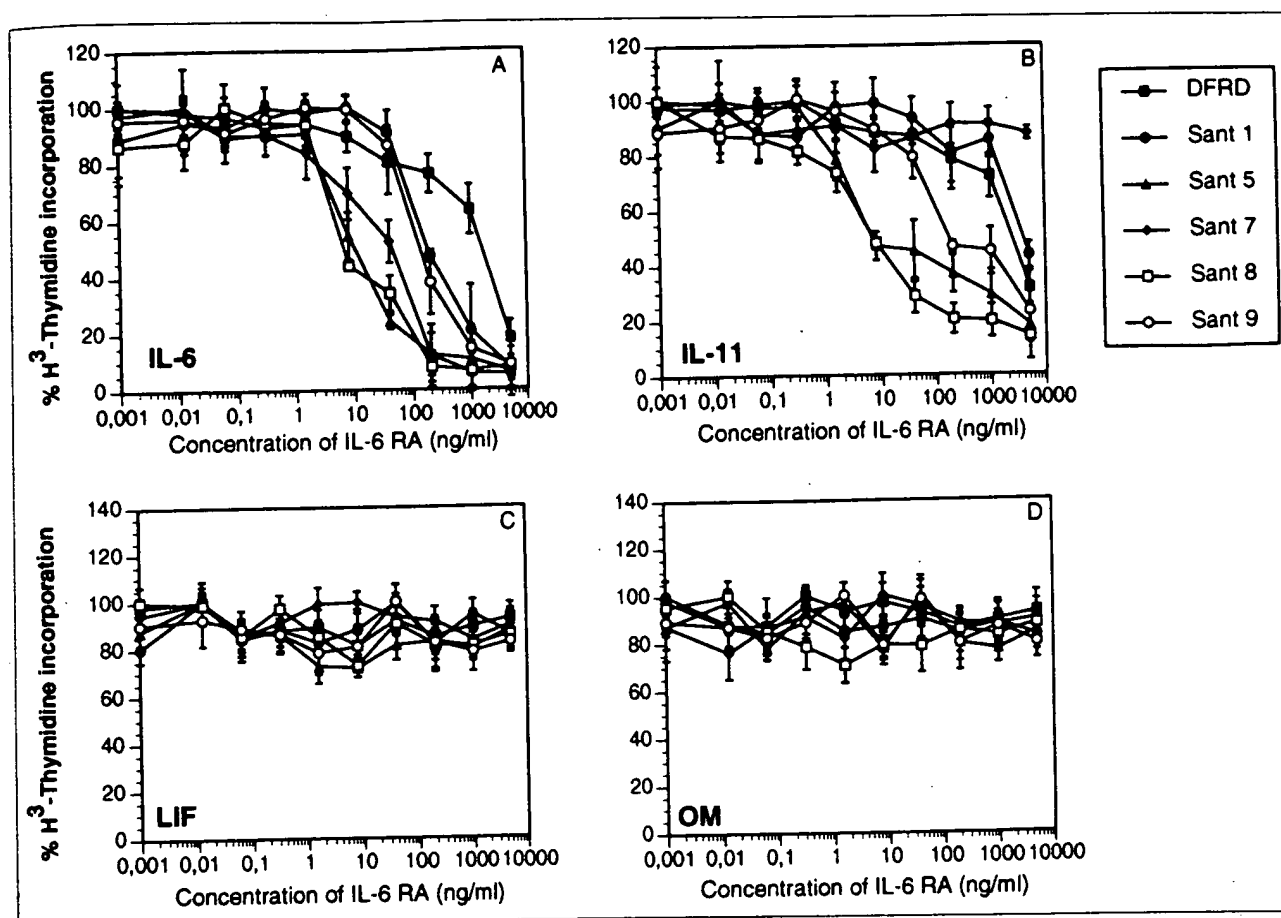 120
100
80
60
40
20
0
% H³-Thymidine incorporation
A
IL-6
0,001 0,01 0,1 1 10 100 1000 10000
Concentration of IL-6 RA (ng/ml)
120
100
80
60
40
20
0
B
IL-11
0,001 0,01 0,1 1 10 100 1000 10000
Concentration of IL-6 RA (ng/ml)
DFRD
Sant 1
Sant 5
Sant 7
Sant 8
Sant 9
140
120
100
80
60
40
20
0
% H³-Thymidine incorporation
C
LIF
0,001 0,01 0,1 1 10 100 1000 10000
Concentration of IL-6 RA (ng/ml)
140
120
100
80
60
40
20
0
D
OM
0,001 0,01 0,1 1 10 100 1000 10000
Concentration of IL-6 RA (ng/ml)